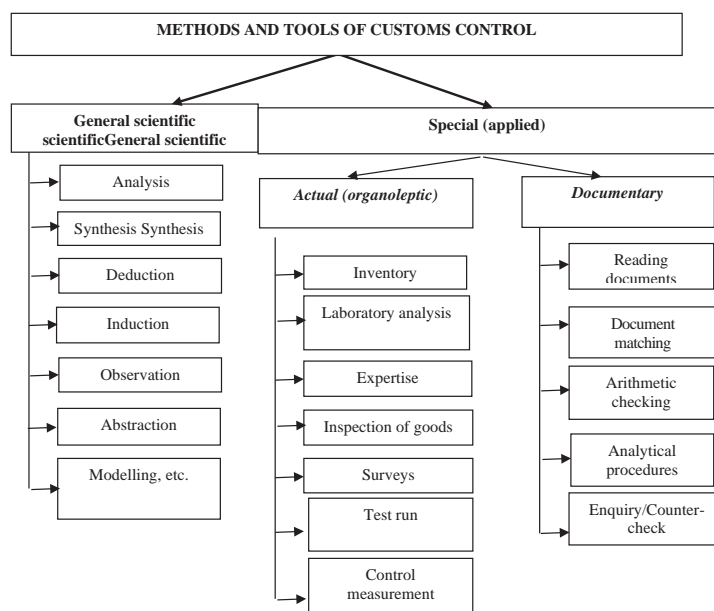 METHODS AND TOOLS OF CUSTOMS CONTROL
General scientific
scientificGeneral scientific
Special (applied)
Analysis
Synthesis Synthesis
Deduction
Induction
Observation
Abstraction
Modelling, etc.
Actual (organoleptic)
Inventory
Laboratory analysis
Expertise
Inspection of goods
Surveys
Test run
Control
measurement
Documentary
Reading
documents
Document
matching
Arithmetic
checking
Analytical
procedures
Enquiry/Counter-
check